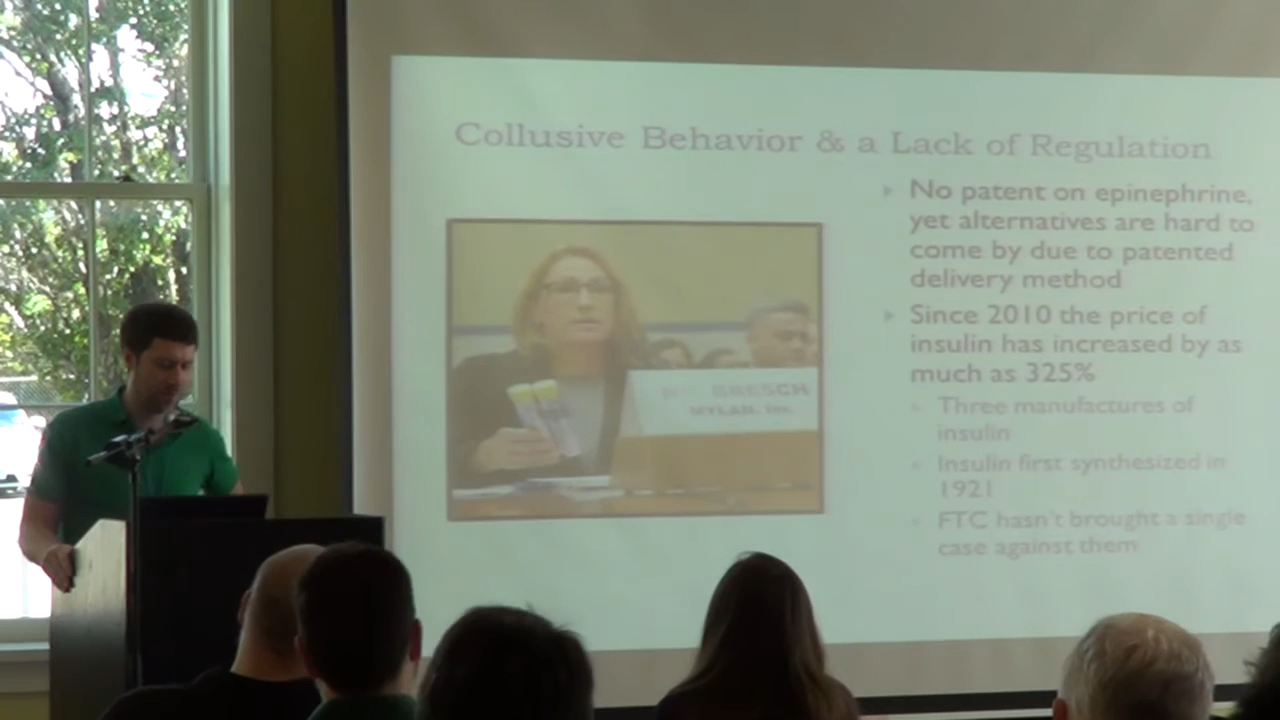 Collusive Behavior & a Lack of Regulation
No patent on epinephrine,
yet alternatives are hard to
come by due to patented
delivery method
Since 2010 the price of
insulin has increased by as
much as 325%
Three manufactures of
insulin
Insulin first synthesized in
1921
FTC hasn't brought a single
case against them
BRESCH
MYLAN, Inc.